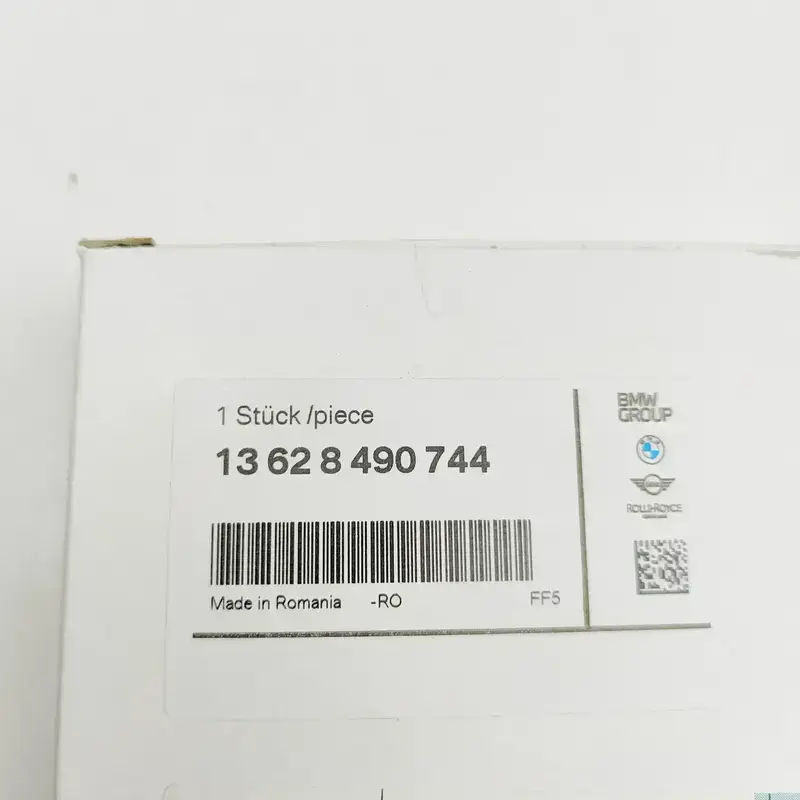 1 Stück /piece
13 62 8 490 744
Made in Romania -RO FF5
BMW
GROUP
ROLLS-ROYCE